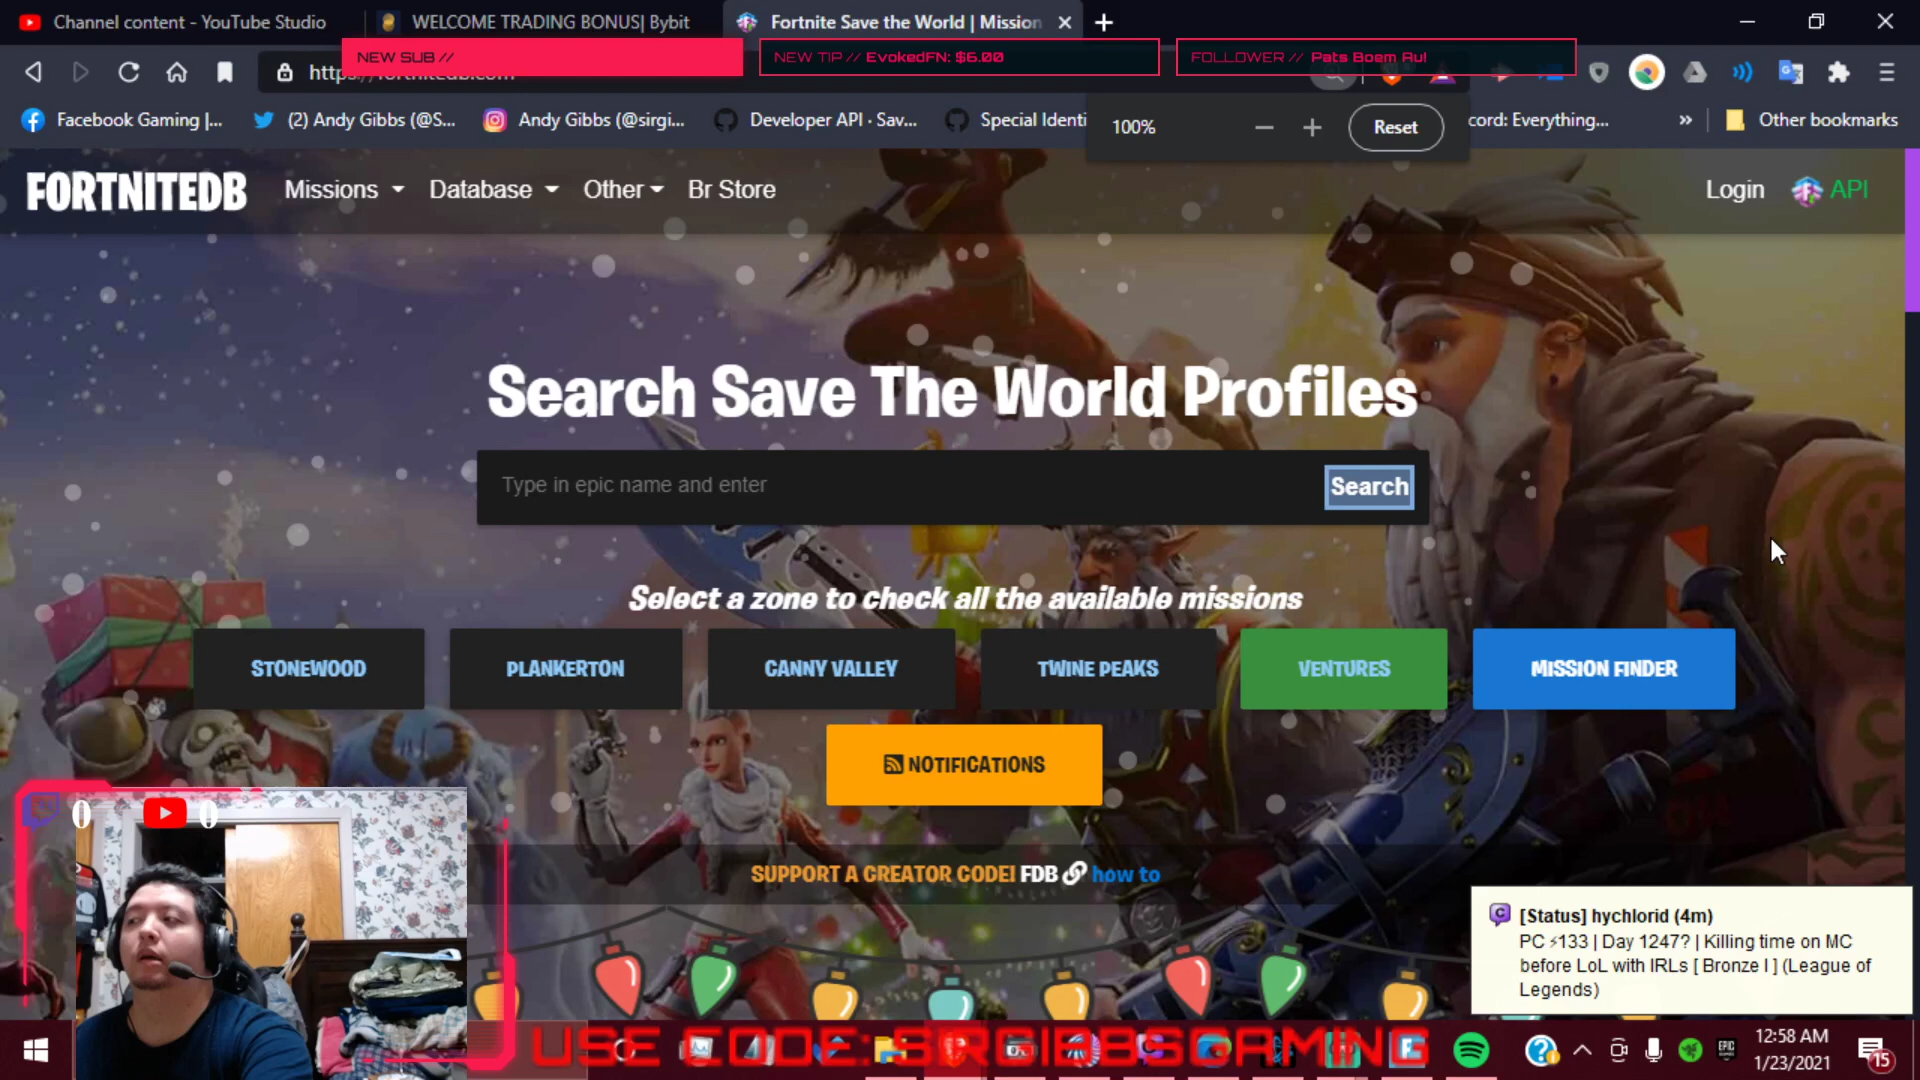 Channel content - YouTube Studio
WELCOME TRADING BONUS| Bybit
Fortnite Save the World | Mission
NEW SUB //
NEW TIP // EvokedFN: $6.00
FOLLOWER // Pats Boem Au!
Facebook Gaming |...
(2) Andy Gibbs (@S...
Andy Gibbs (@sirgi...
Developer API · Sav...
Special Identi
100%
Reset
cord: Everything...
Other bookmarks
FORTNITEDB
Missions
Database
Other
Br Store
Login
API
Search Save The World Profiles
Type in epic name and enter
Search
Select a zone to check all the available missions
STONEWOOD
PLANKERTON
CANNY VALLEY
TWINE PEAKS
VENTURES
MISSION FINDER
NOTIFICATIONS
0
0
SUPPORT A CREATOR CODE! FDB how to
[Status] hychlorid (4m)
PC ⚡133 | Day 1247? | Killing time on MC
before LoL with IRLs [ Bronze I ] (League of
Legends)
USE CODE: SIRGIBBSGAMING
12:58 AM
1/23/2021
15